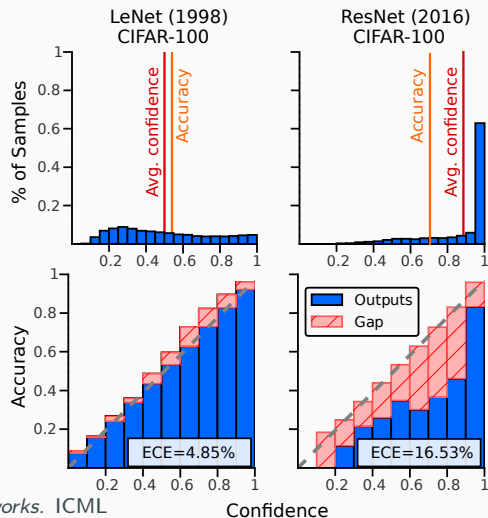 LeNet (1998)
CIFAR-100
ResNet (2016)
CIFAR-100
% of Samples
1
0.8
0.6
0.4
0.2
Avg. confidence
Accuracy
0.2 0.4 0.6 0.8 1
Avg. confidence
Accuracy
0.2 0.4 0.6 0.8 1
Accuracy
1
0.8
0.6
0.4
0.2
ECE=4.85%
0.2 0.4 0.6 0.8 1
Outputs
Gap
ECE=16.53%
0 0.2 0.4 0.6 0.8 1
Confidence
works. ICML